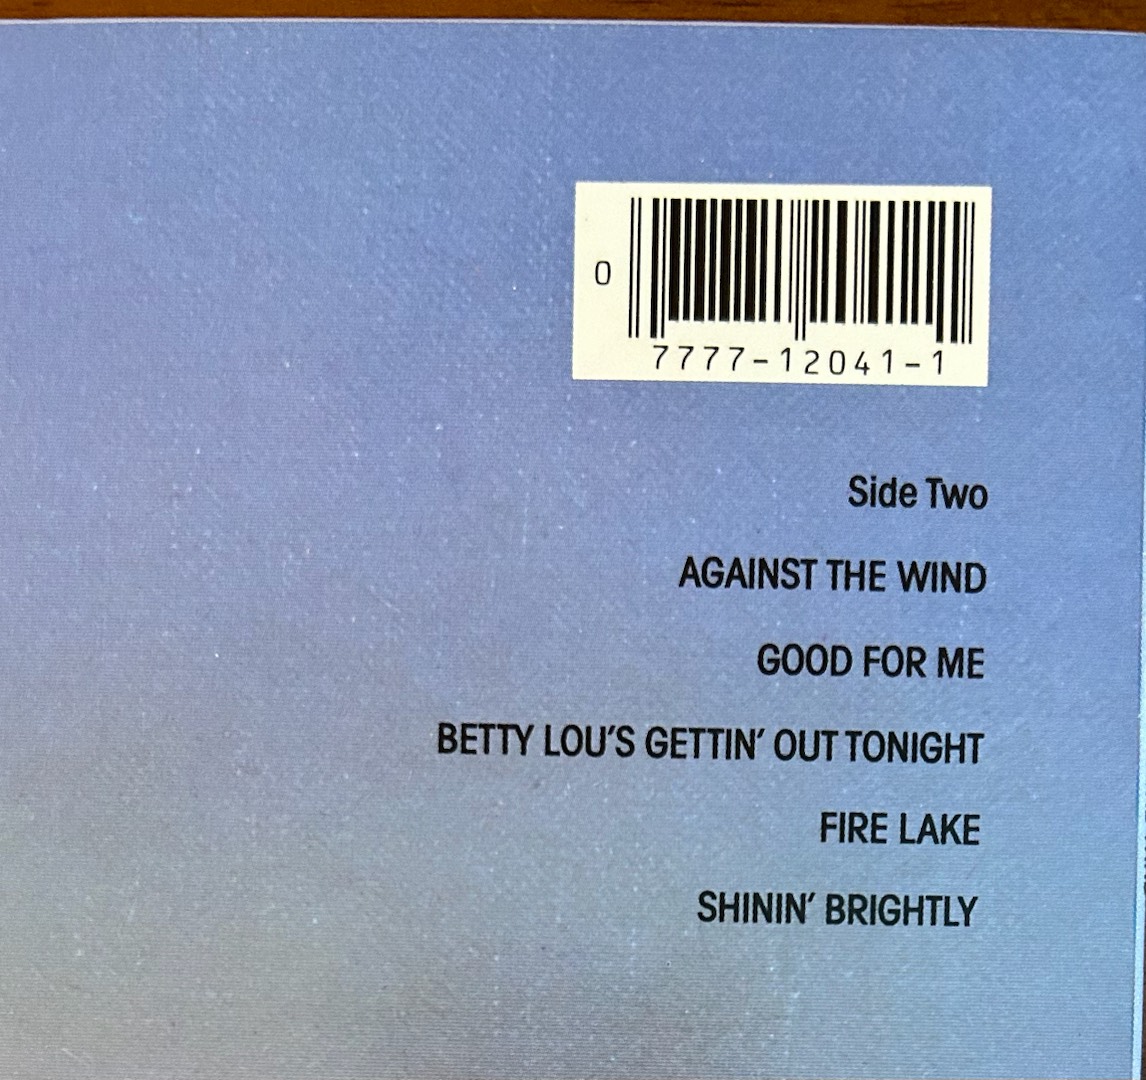 0
7777-12041-1
Side Two
AGAINST THE WIND
GOOD FOR ME
BETTY LOU'S GETTIN' OUT TONIGHT
FIRE LAKE
SHININ' BRIGHTLY